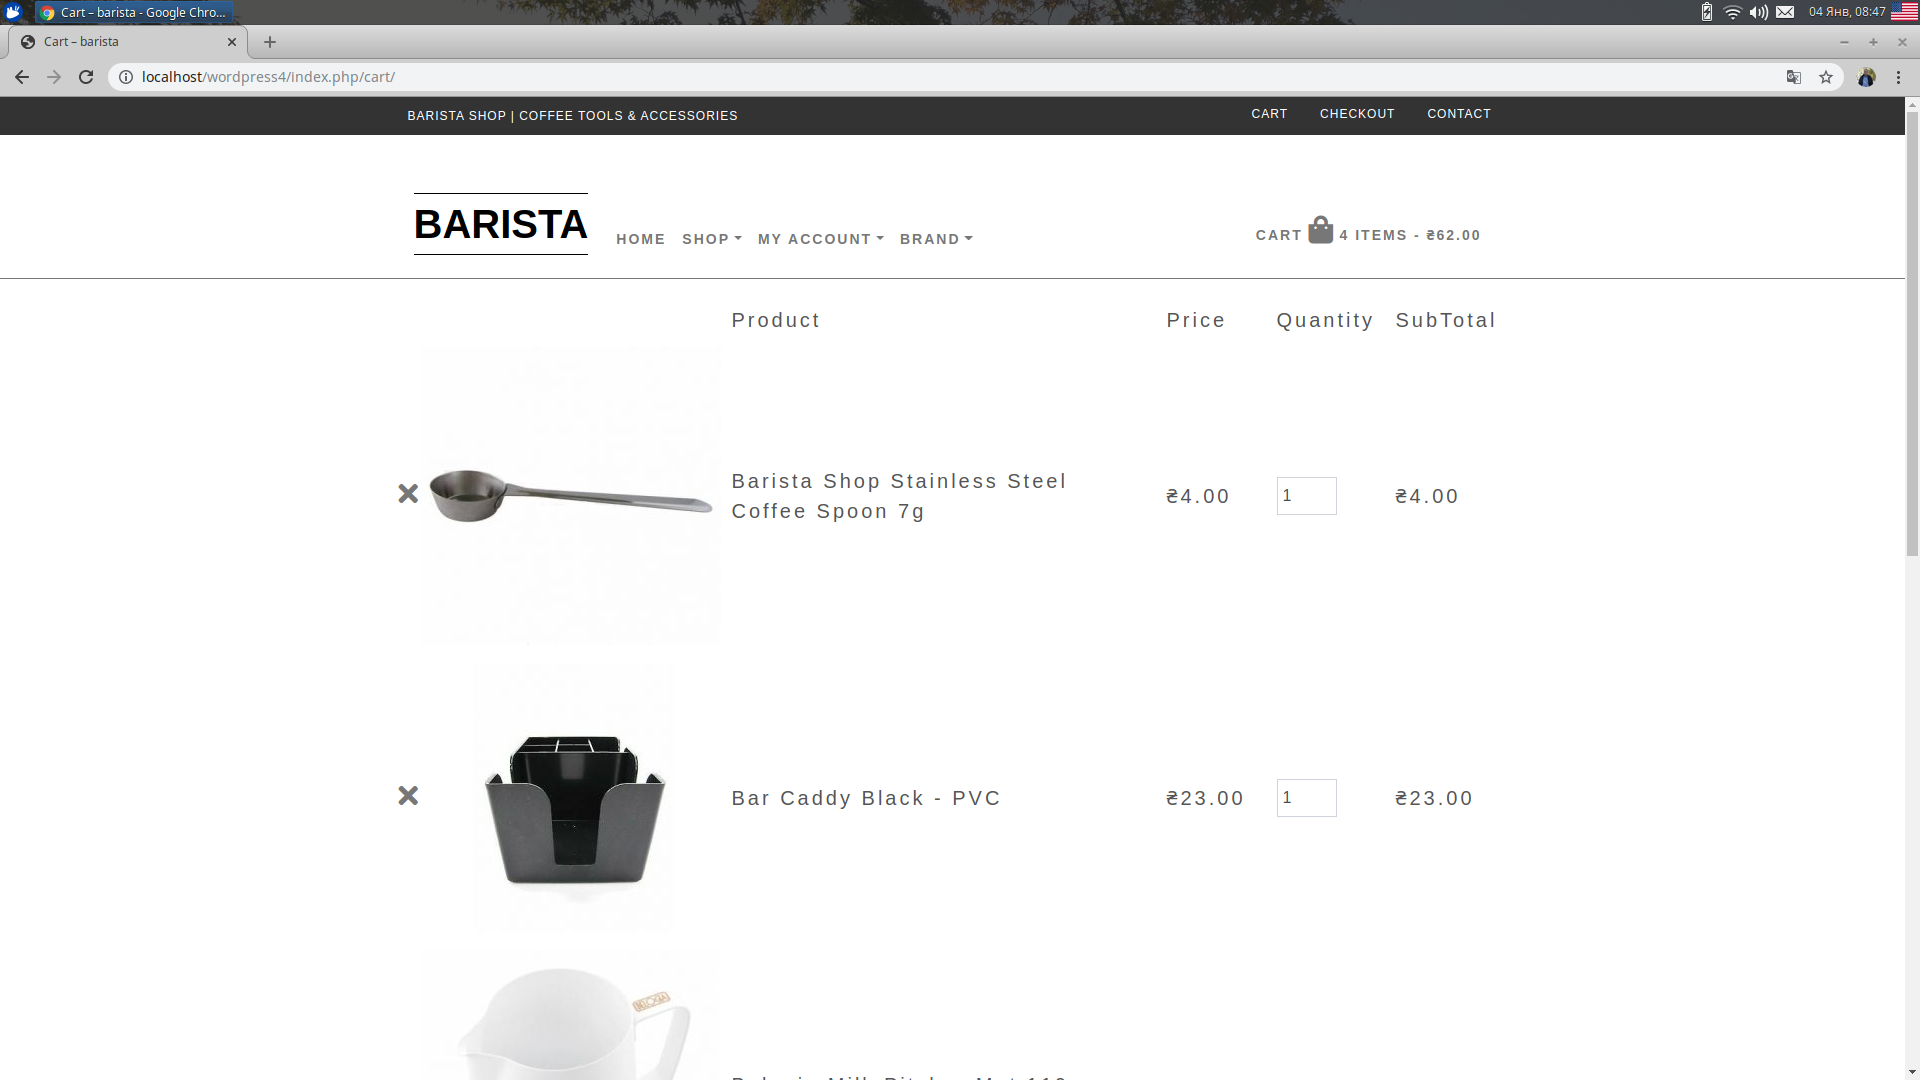 Cart – barista - Google Chro...
04 Янв, 08:47
Cart – barista
localhost/wordpress4/index.php/cart/
BARISTA SHOP | COFFEE TOOLS & ACCESSORIES
CART CHECKOUT CONTACT
BARISTA
HOME SHOP MY ACCOUNT BRAND
CART 4 ITEMS - ₴62.00
Product Price Quantity SubTotal
Barista Shop Stainless Steel
Coffee Spoon 7g
₴4.00 1 ₴4.00
Bar Caddy Black - PVC ₴23.00 1 ₴23.00